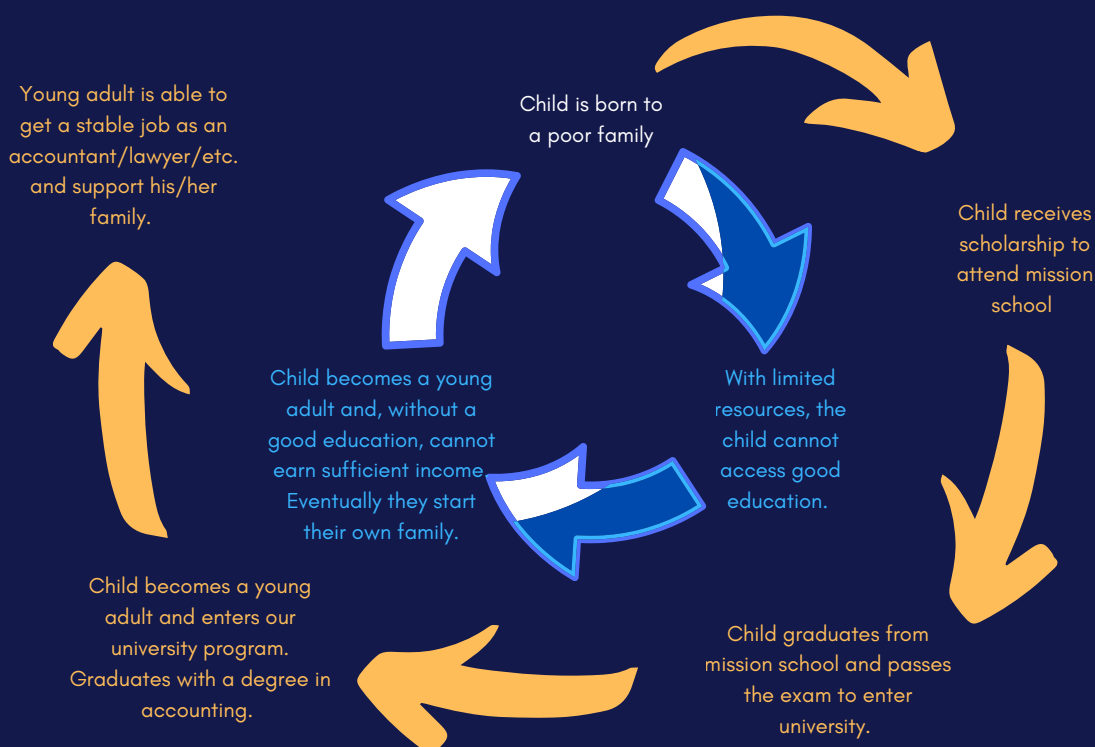 Child is born to
a poor family
With limited
resources, the
child cannot
access good
education.
Child becomes a young
adult and, without a
good education, cannot
earn sufficient income.
Eventually they start
their own family.
Child receives
scholarship to
attend mission
school
Child graduates from
mission school and passes
the exam to enter
university.
Child becomes a young
adult and enters our
university program.
Graduates with a degree in
accounting.
Young adult is able to
get a stable job as an
accountant/lawyer/etc.
and support his/her
family.